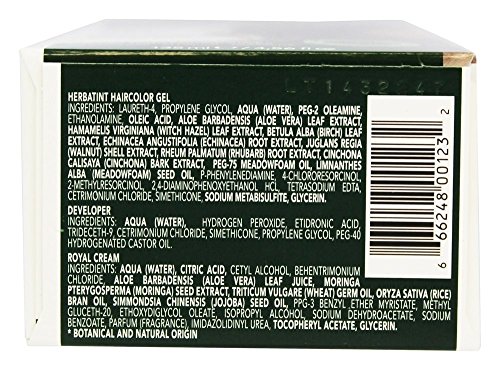 LT 1432
HERBATINT HAIRCOLOR GEL
INGREDIENTS: LAURETH-4, PROPYLENE GLYCOL, AQUA (WATER), PEG-2 OLEAMINE,
ETHANOLAMINE, OLEIC ACID, ALOE BARBADENSIS (ALOE VERA) LEAF EXTRACT,
HAMAMELIS VIRGINIANA (WITCH HAZEL) LEAF EXTRACT, BETULA ALBA (BIRCH) LEAF
EXTRACT, ECHINACEA ANGUSTIFOLIA (ECHINACEA) ROOT EXTRACT, JUGLANS REGIA
(WALNUT) SHELL EXTRACT, RHEUM PALMATUM (RHUBARB) ROOT EXTRACT, CINCHONA
CALISAYA (CINCHONA) BARK EXTRACT, PEG-75 MEADOWFOAM OIL, LIMNANTHES
ALBA (MEADOWFOAM) SEED OIL, P-PHENYLENEDIAMINE, 4-CHLORORESORCINOL,
2-METHYLRESORCINOL, 2,4-DIAMINOPHENOXYETHANOL HCL, TETRASODIUM EDTA,
CETRIMONIUM CHLORIDE, SIMETHICONE, SODIUM METABISULFITE, GLYCERIN.
DEVELOPER
INGREDIENTS: AQUA (WATER), HYDROGEN PEROXIDE, ETIDRONIC ACID,
TRIDECETH-9, CETRIMONIUM CHLORIDE, SIMETHICONE, PROPYLENE GLYCOL, PEG-40
HYDROGENATED CASTOR OIL.
ROYAL CREAM
INGREDIENTS: AQUA (WATER), CITRIC ACID, CETYL ALCOHOL, BEHENTRIMONIUM
CHLORIDE, ALOE BARBADENSIS (ALOE VERA) LEAF JUICE, MORINGA
PTERYGOSPERMA (MORINGA) SEED EXTRACT, TRITICUM VULGARE (WHEAT) GERM OIL, ORYZA SATIVA (RICE)
BRAN OIL, SIMMONDSIA CHINENSIS (JOJOBA) SEED OIL, PPG-3 BENZYL ETHER MYRISTATE, METHYL
GLUCETH-20, ETHOXYDIGLYCOL OLEATE, ISOPROPYL ALCOHOL, SODIUM DEHYDROACETATE, SODIUM
BENZOATE, PARFUM (FRAGRANCE), IMIDAZOLIDINYL UREA, TOCOPHERYL ACETATE, GLYCERIN.
* BOTANICAL AND NATURAL ORIGIN
6 66248 00123 2